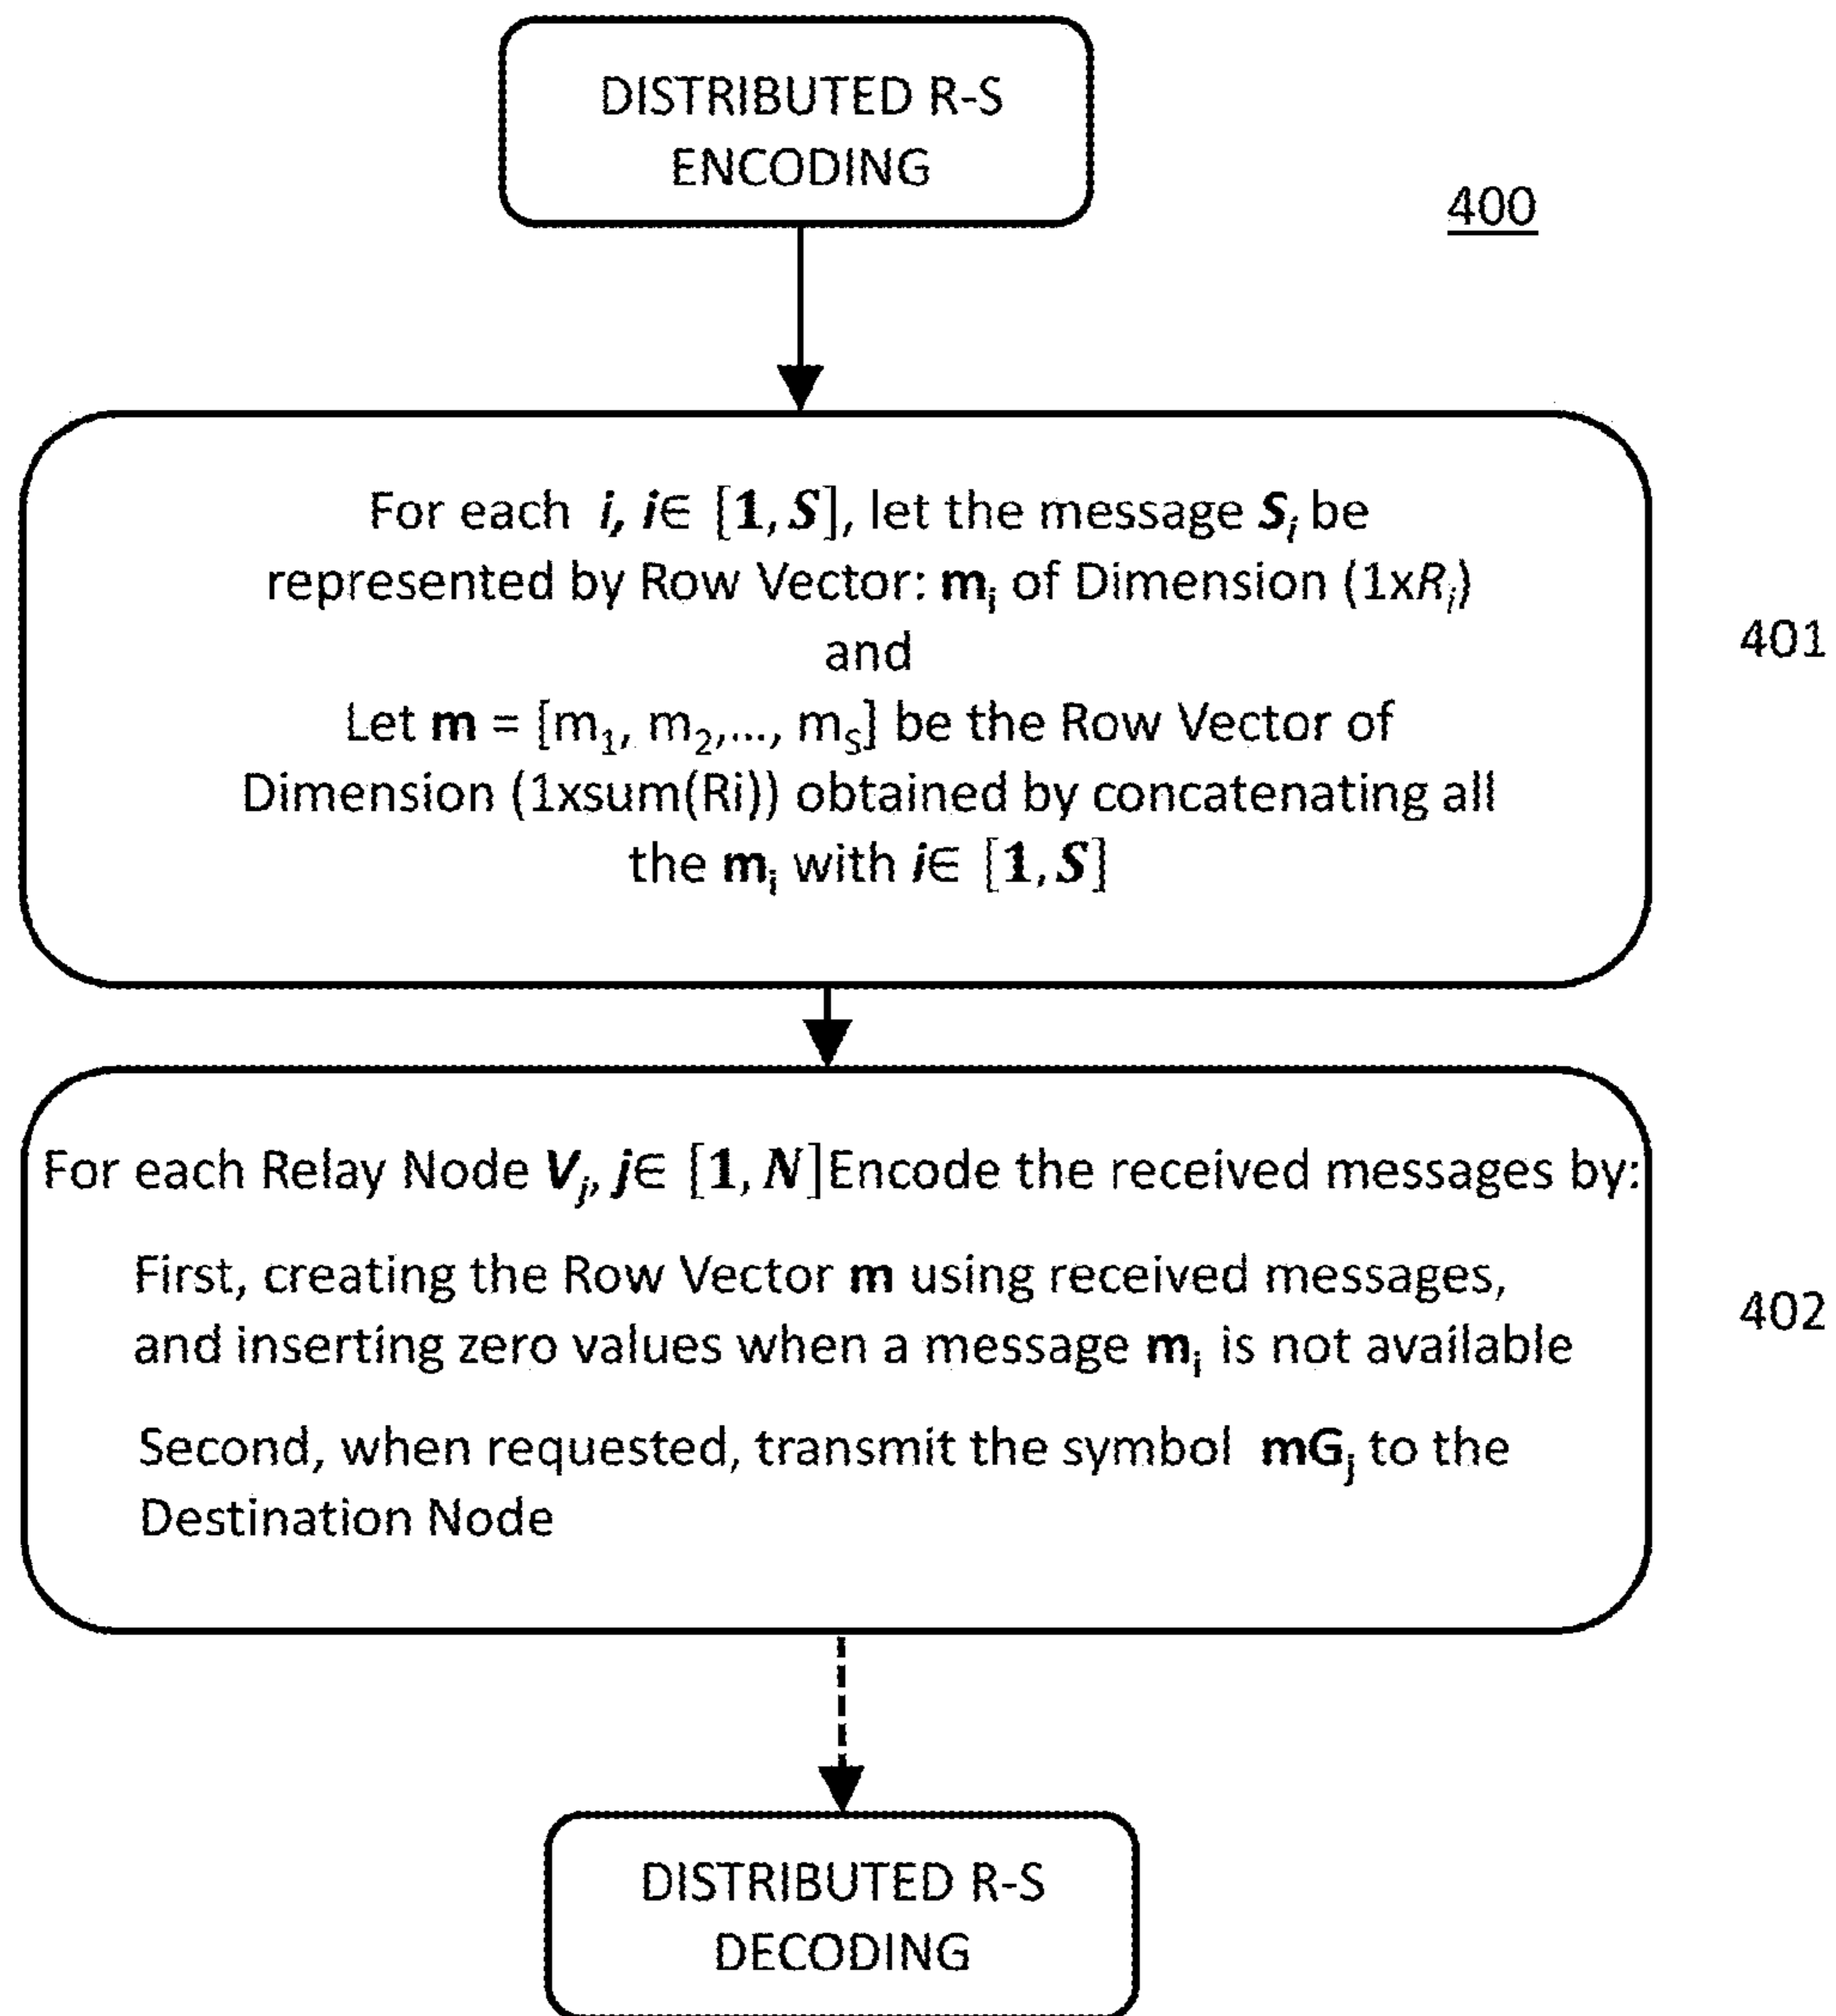 DISTRIBUTED R-S
ENCODING
400
For each i, i∈ [1, S], let the message Sᵢ be
represented by Row Vector: mᵢ of Dimension (1xRᵢ)
and
Let m = [m₁, m₂,..., mₛ] be the Row Vector of
Dimension (1xsum(Ri)) obtained by concatenating all
the mᵢ with i∈ [1, S]
401
For each Relay Node Vⱼ, j∈ [1, N]Encode the received messages by:
First, creating the Row Vector m using received messages,
and inserting zero values when a message mᵢ is not available
Second, when requested, transmit the symbol mGⱼ to the
Destination Node
402
DISTRIBUTED R-S
DECODING